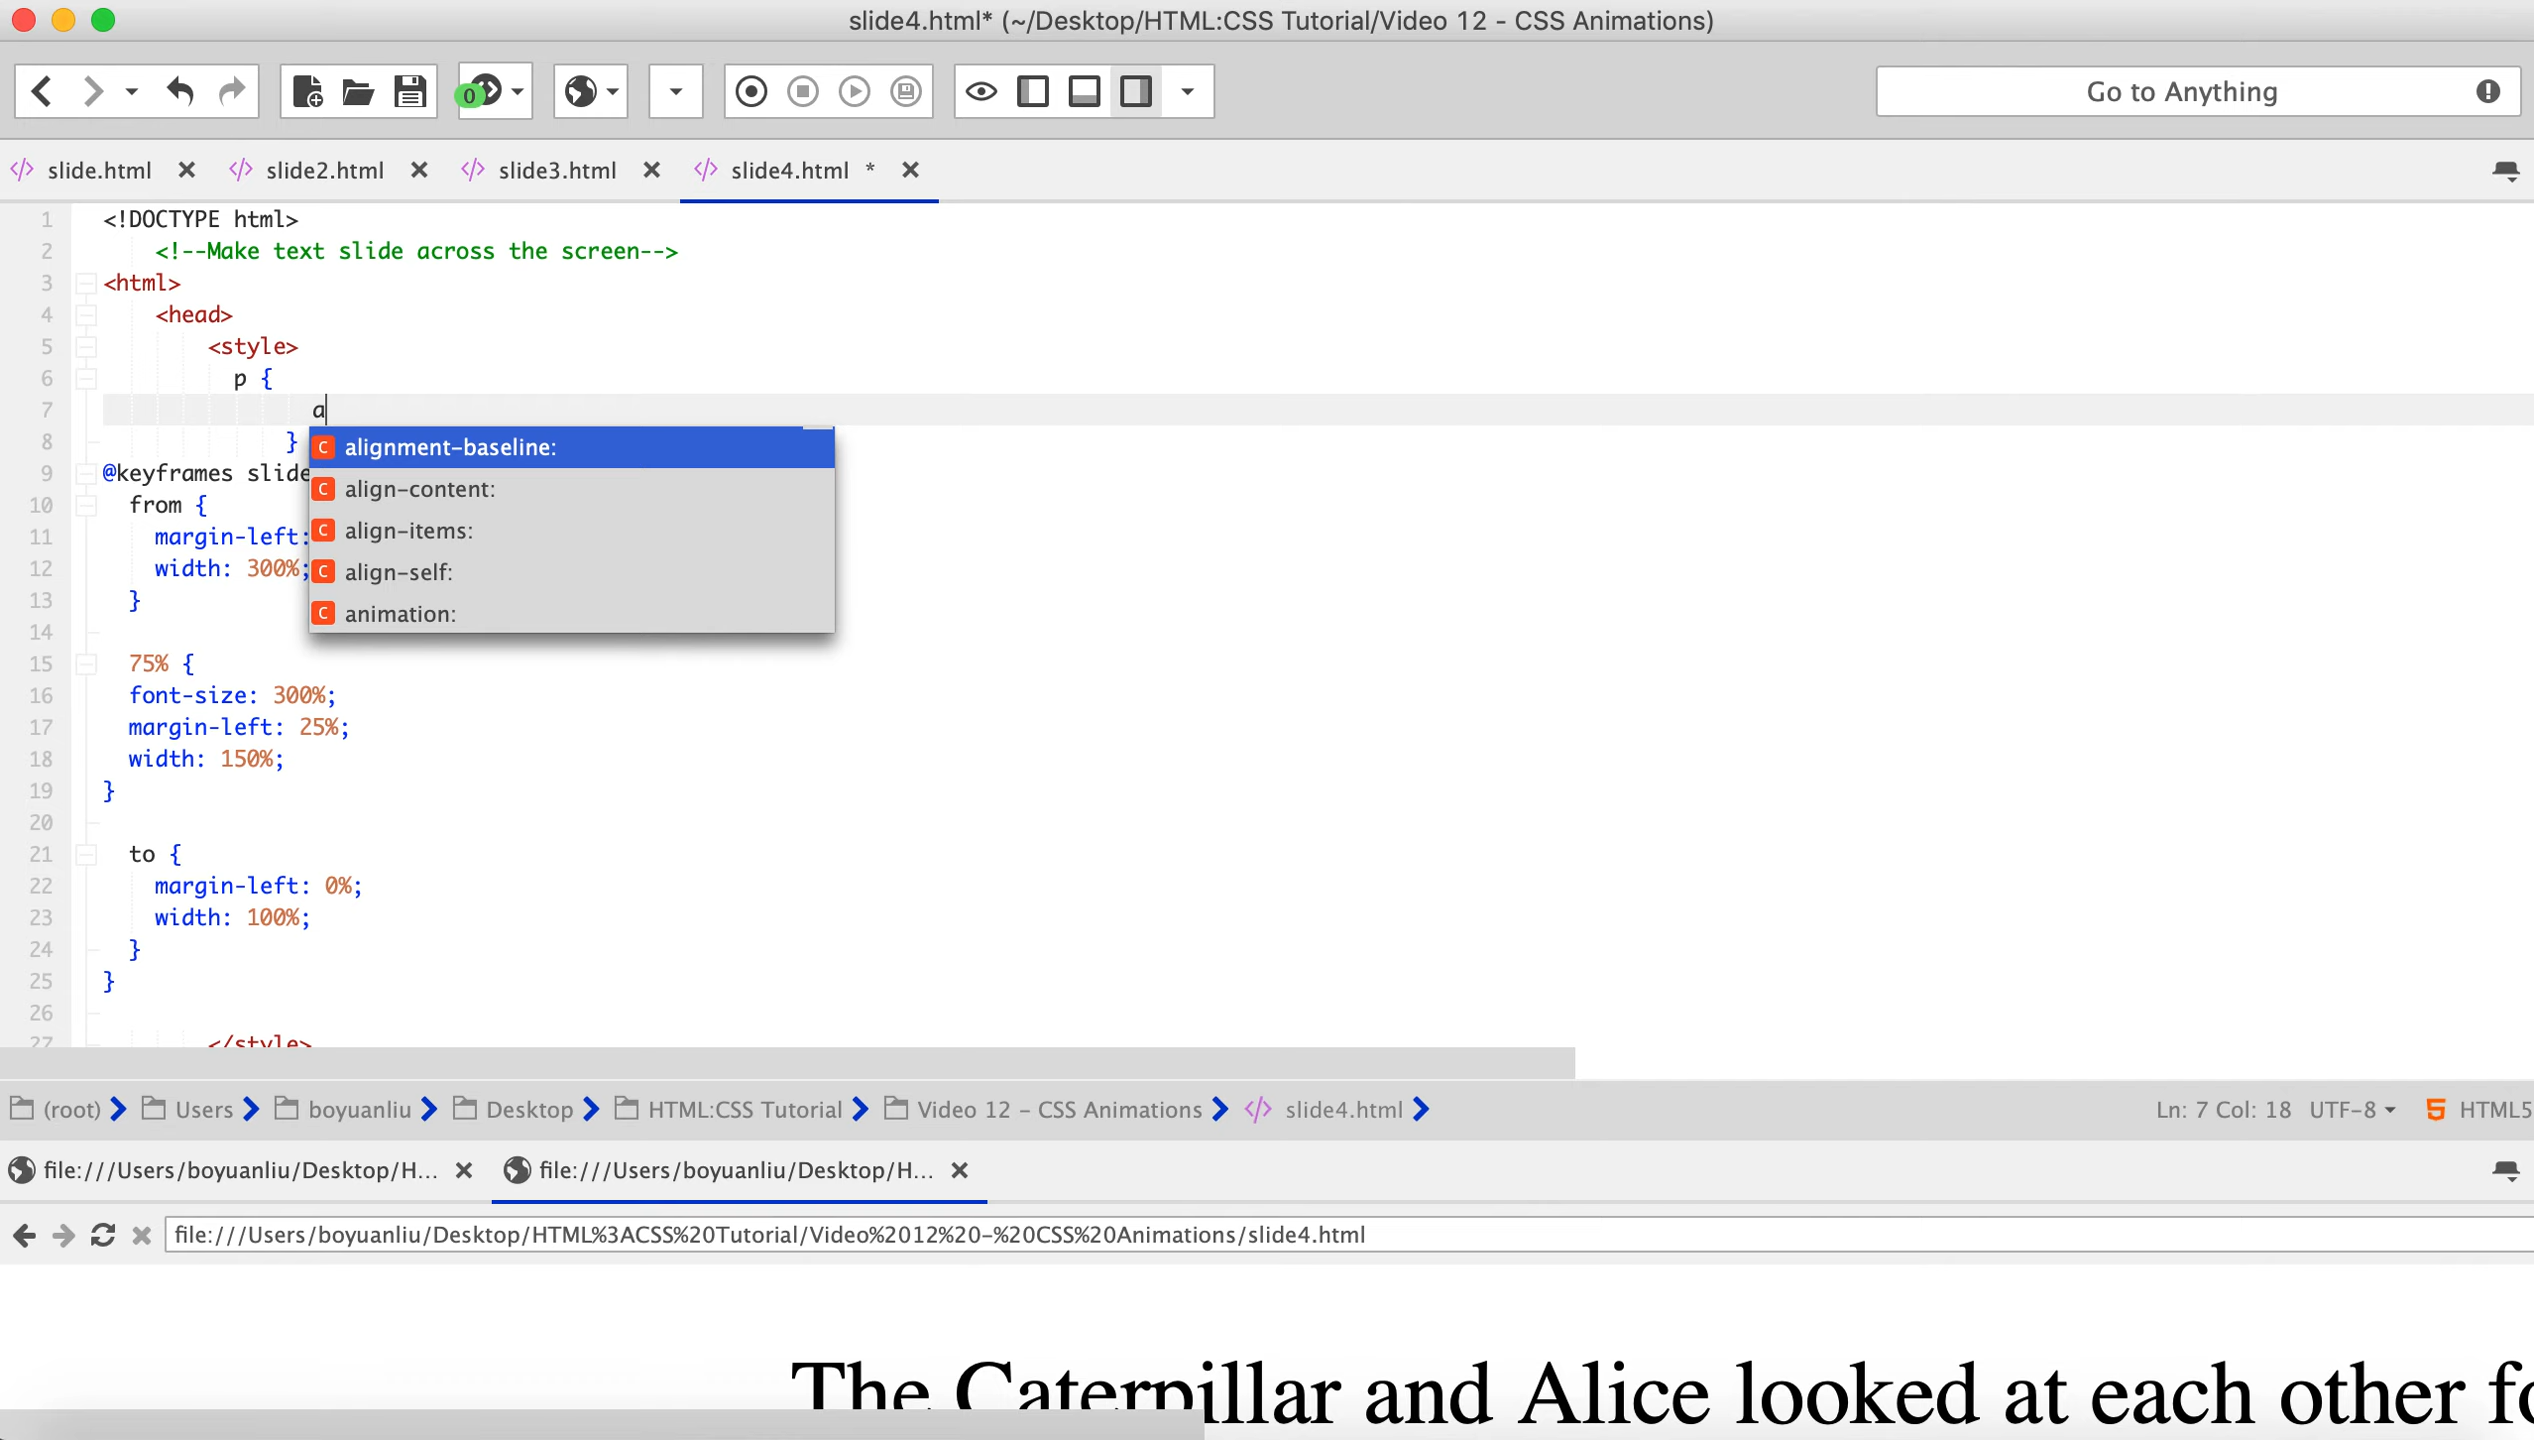 slide4.html* (~/Desktop/HTML:CSS Tutorial/Video 12 - CSS Animations)
0
Go to Anything
slide.html
slide2.html
slide3.html
slide4.html *
1 <!DOCTYPE html>
2 <!--Make text slide across the screen-->
3 <html>
4 <head>
5 <style>
6 p {
7 a
8 }
alignment-baseline:
9 @keyframes slide
align-content:
10 from {
align-items:
11 margin-left:
12 width: 300%;
align-self:
13 }
animation:
14
15 75% {
16 font-size: 300%;
17 margin-left: 25%;
18 width: 150%;
19 }
20
21 to {
22 margin-left: 0%;
23 width: 100%;
24 }
25 }
26
27 </style>
(root) Users boyuanliu Desktop HTML:CSS Tutorial Video 12 - CSS Animations slide4.html Ln: 7 Col: 18 UTF-8 HTML5
file:///Users/boyuanliu/Desktop/H... file:///Users/boyuanliu/Desktop/H...
file:///Users/boyuanliu/Desktop/HTML%3ACSS%20Tutorial/Video%2012%20-%20CSS%20Animations/slide4.html
The Caterpillar and Alice looked at each other fo